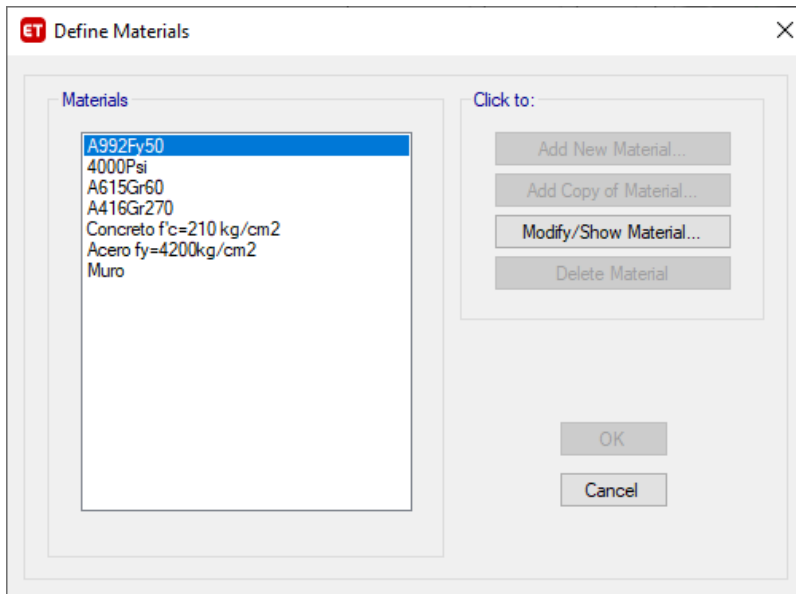 ET Define Materials
Materials
A992Fy50
4000Psi
A615Gr60
A416Gr270
Concreto f'c=210 kg/cm2
Acero fy=4200kg/cm2
Muro
Click to:
Add New Material...
Add Copy of Material...
Modify/Show Material...
Delete Material
OK
Cancel